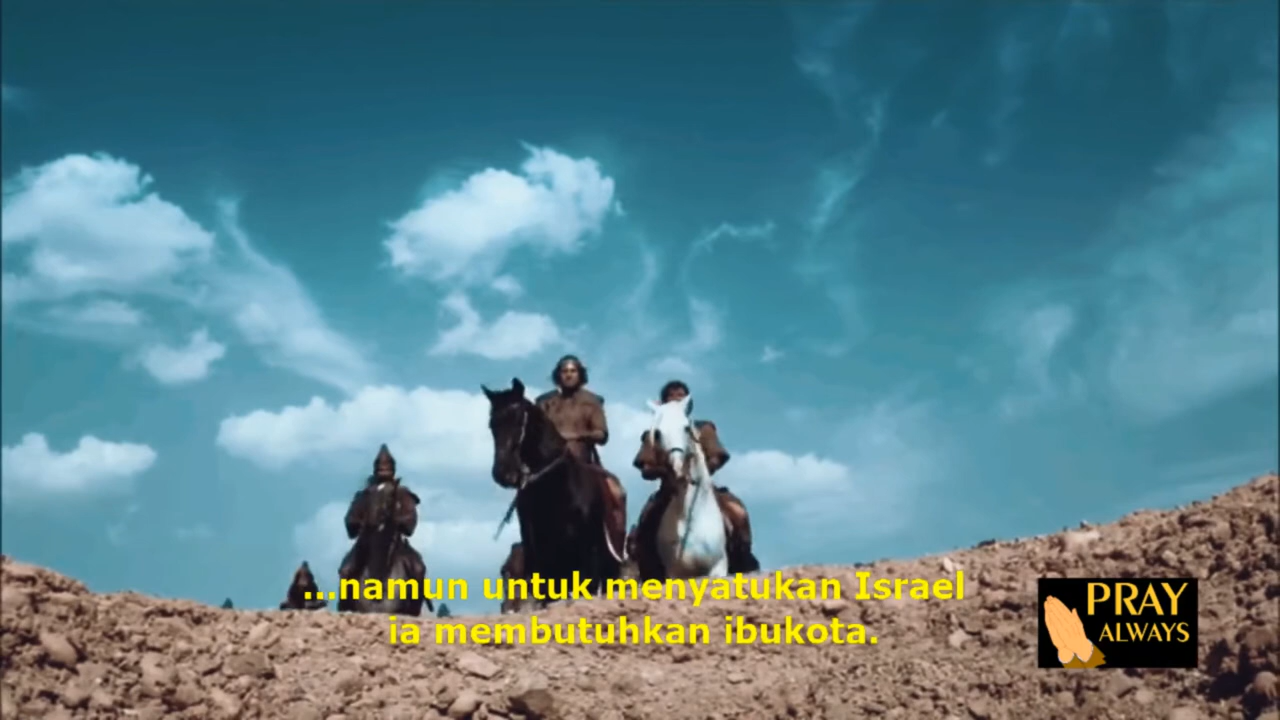 ...namun untuk menyatukan Israel
ia membutuhkan ibukota.
PRAY
ALWAYS